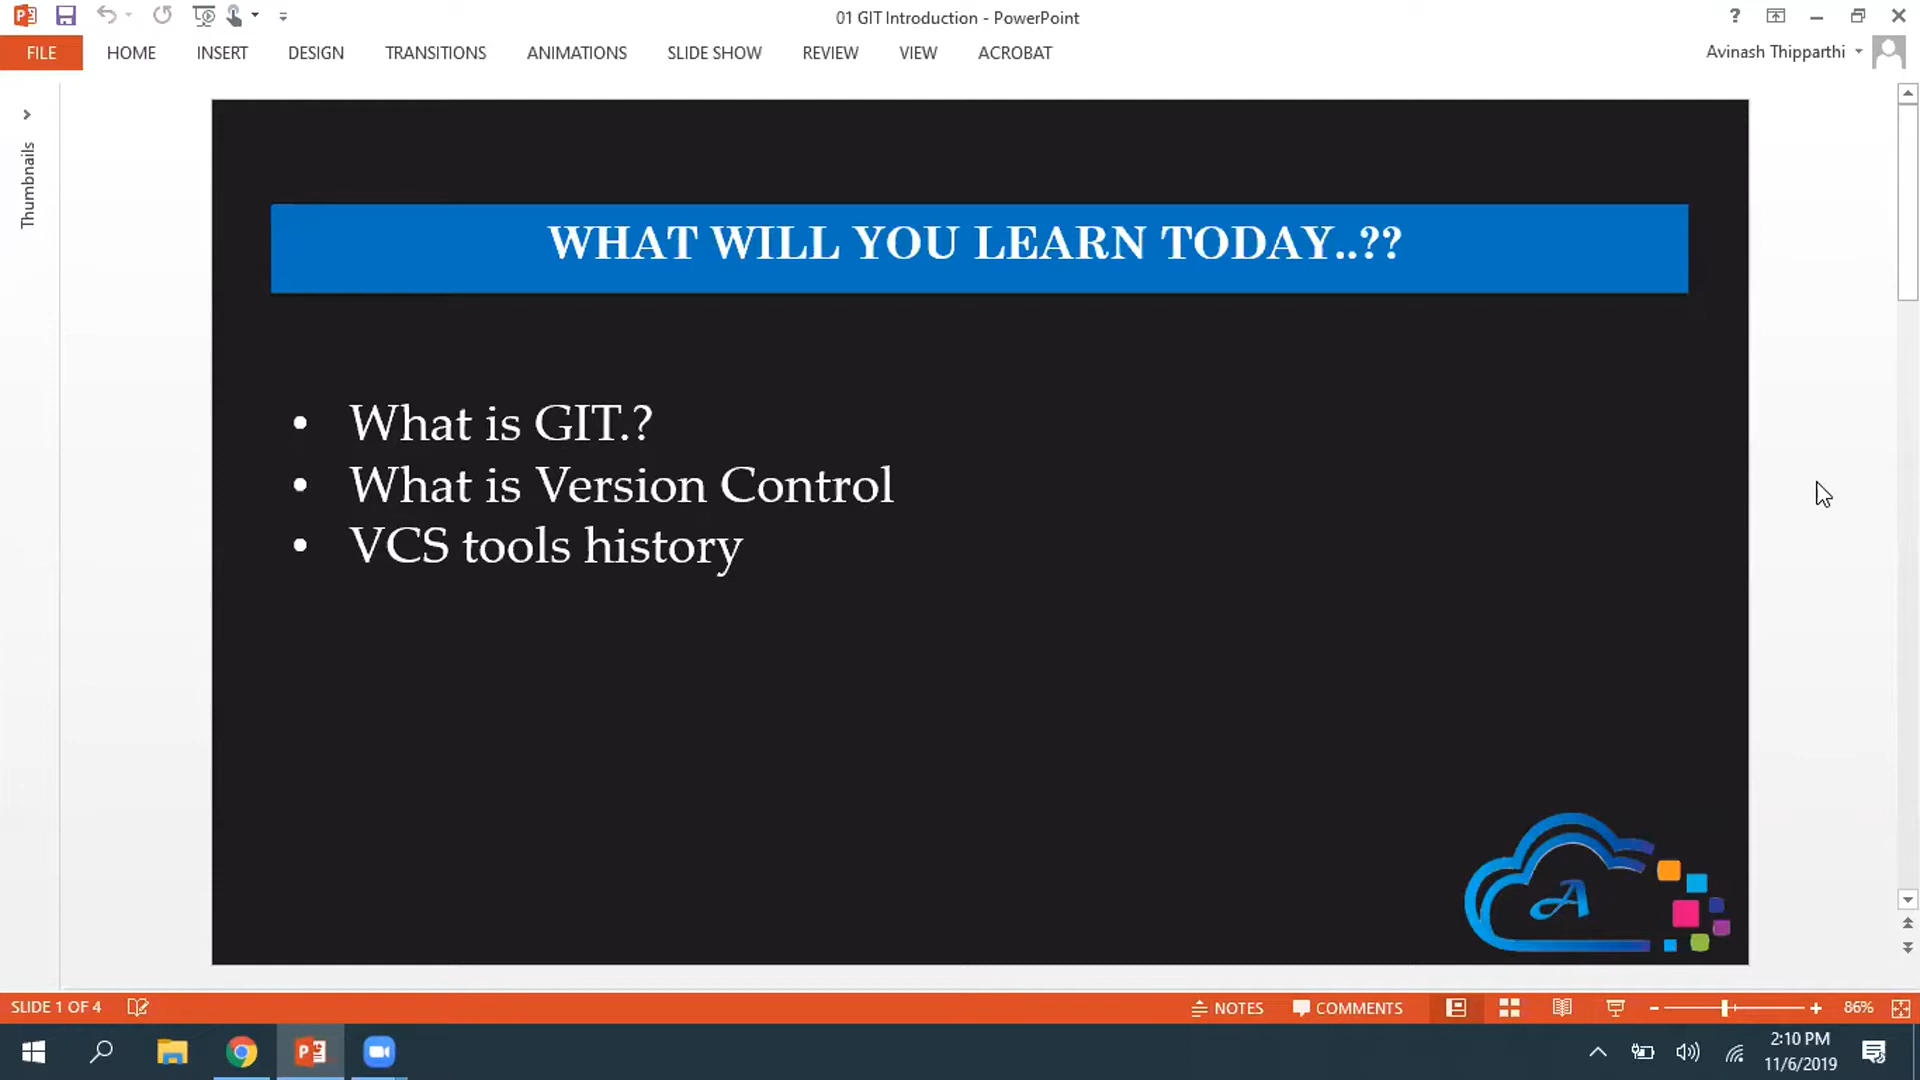 01 GIT Introduction - PowerPoint
?
FILE HOME INSERT DESIGN TRANSITIONS ANIMATIONS SLIDE SHOW REVIEW VIEW ACROBAT
Avinash Thipparthi
Thumbnails
WHAT WILL YOU LEARN TODAY..??
• What is GIT.?
• What is Version Control
• VCS tools history
A
SLIDE 1 OF 4
NOTES COMMENTS
86%
2:10 PM
11/6/2019